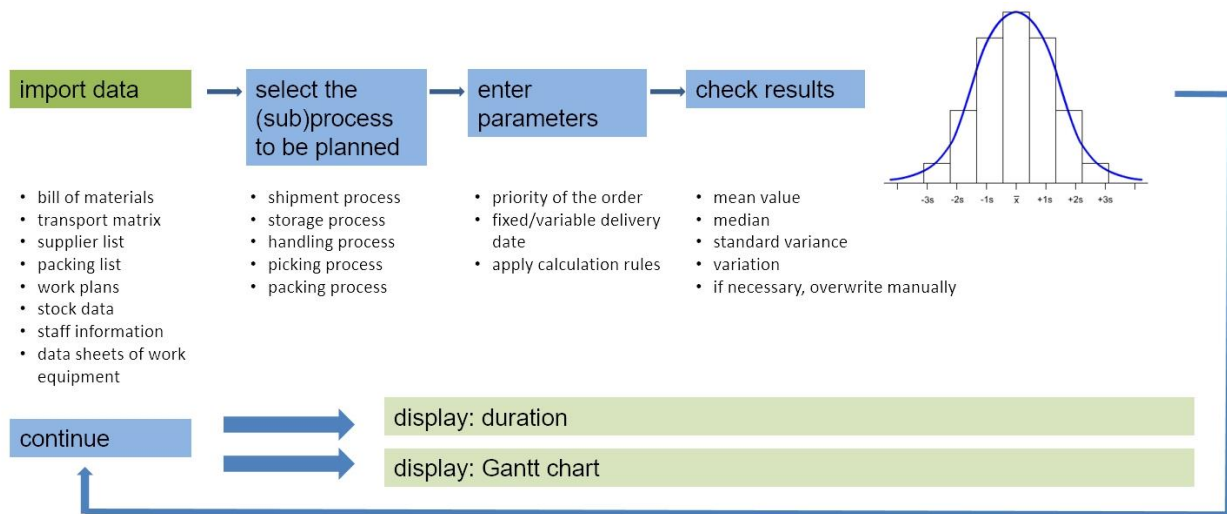 import data
select the
(sub)process
to be planned
enter
parameters
check results
-3s -2s -1s x̅ +1s +2s +3s
• bill of materials
• transport matrix
• supplier list
• packing list
• work plans
• stock data
• staff information
• data sheets of work
equipment
• shipment process
• storage process
• handling process
• picking process
• packing process
• priority of the order
• fixed/variable delivery
date
• apply calculation rules
• mean value
• median
• standard variance
• variation
• if necessary, overwrite manually
continue
display: duration
display: Gantt chart